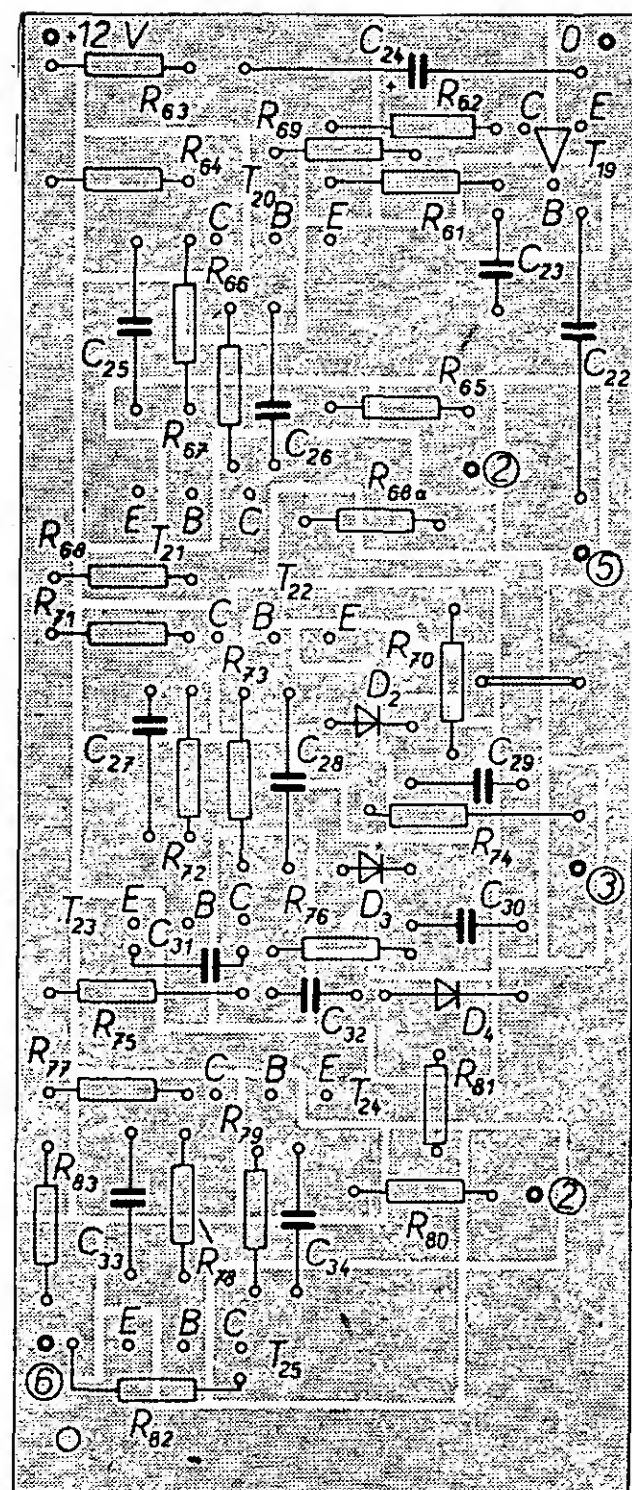 +12 V
0
C24
+
R63
R62
R69
C
E
R64
T20
T19
R61
B
C
B
E
R66
C23
C25
C22
R65
R67
C26
2
R68a
E
B
C
T21
R68
5
T22
R71
C
B
E
R73
R70
D2
C27
C28
C29
R72
R74
3
T23
E
B
C
R76
D3
C30
C31
R75
C32
D4
R77
C
B
E
T24
R81
R79
R83
2
R80
C33
R78
C34
E
B
C
T25
6
R82